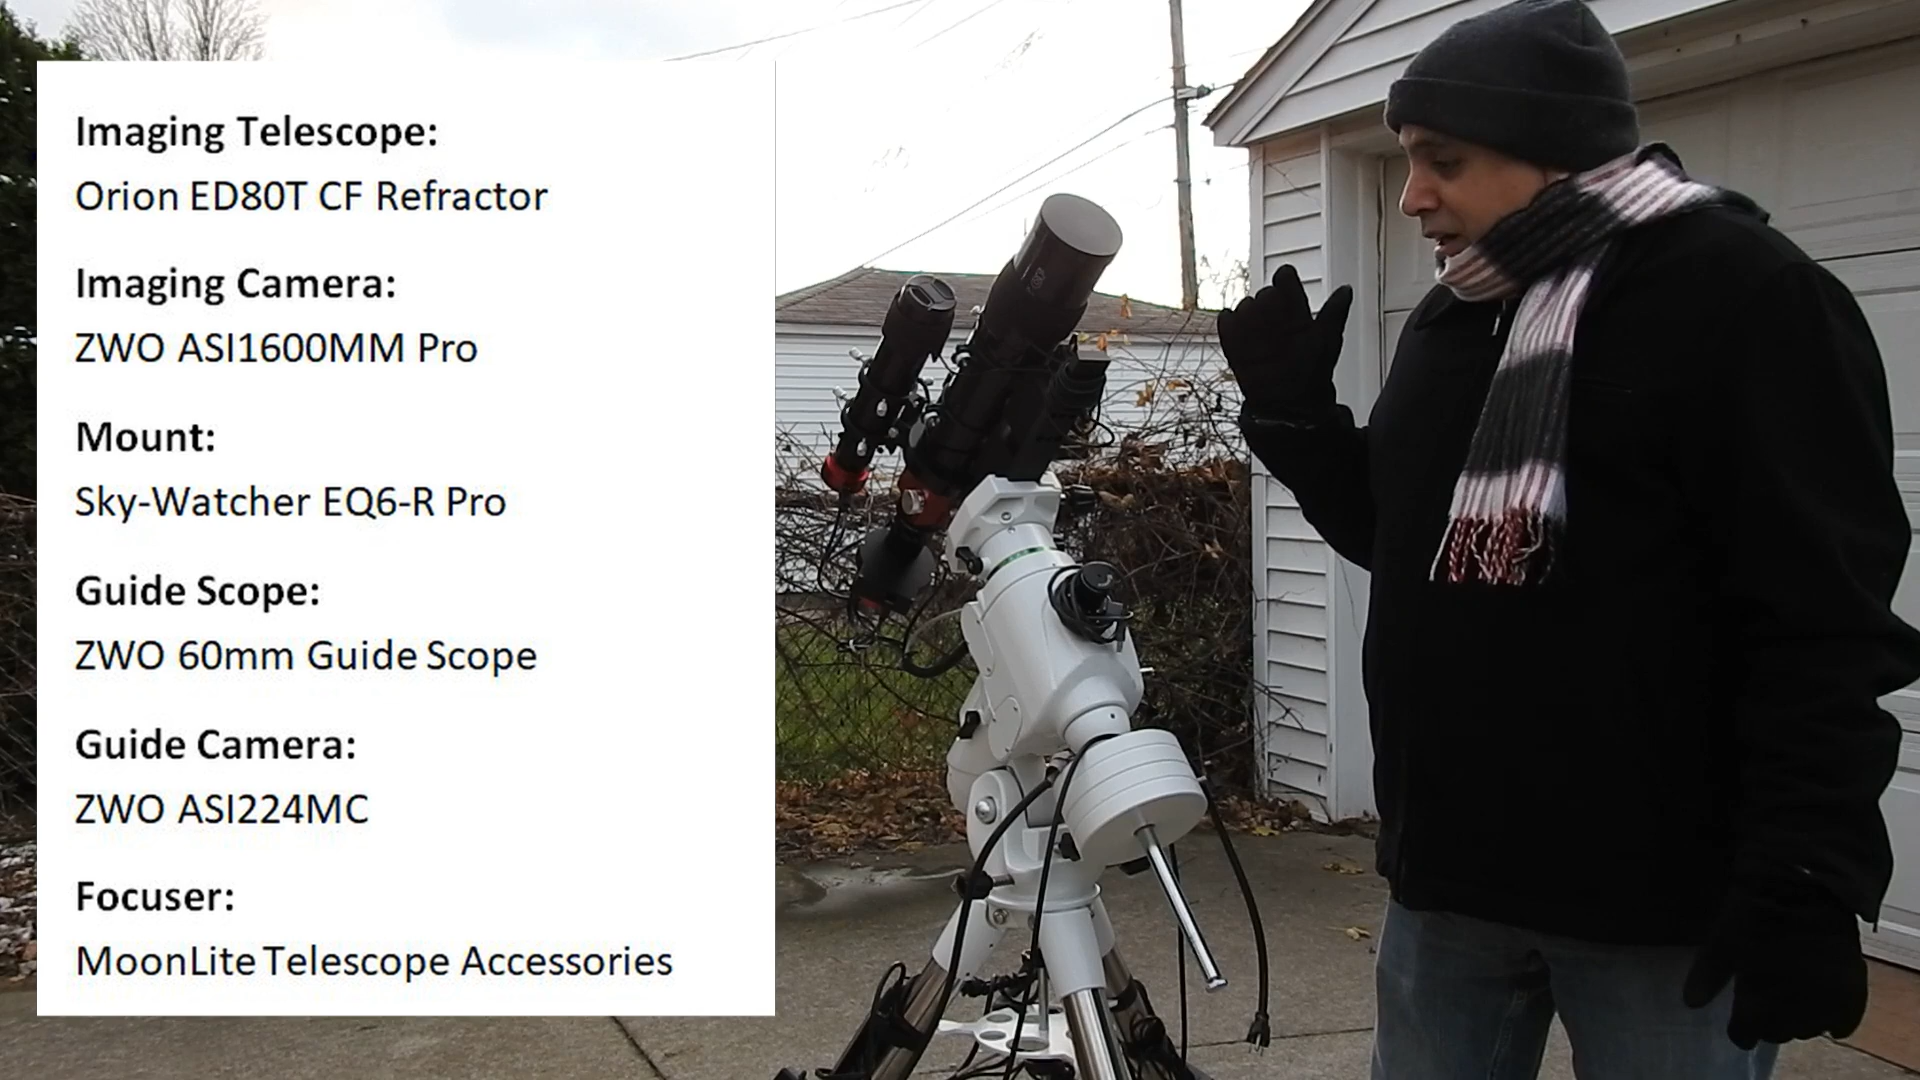 Imaging Telescope:
Orion ED80T CF Refractor
Imaging Camera:
ZWO ASI1600MM Pro
Mount:
Sky-Watcher EQ6-R Pro
Guide Scope:
ZWO 60mm Guide Scope
Guide Camera:
ZWO ASI224MC
Focuser:
MoonLite Telescope Accessories